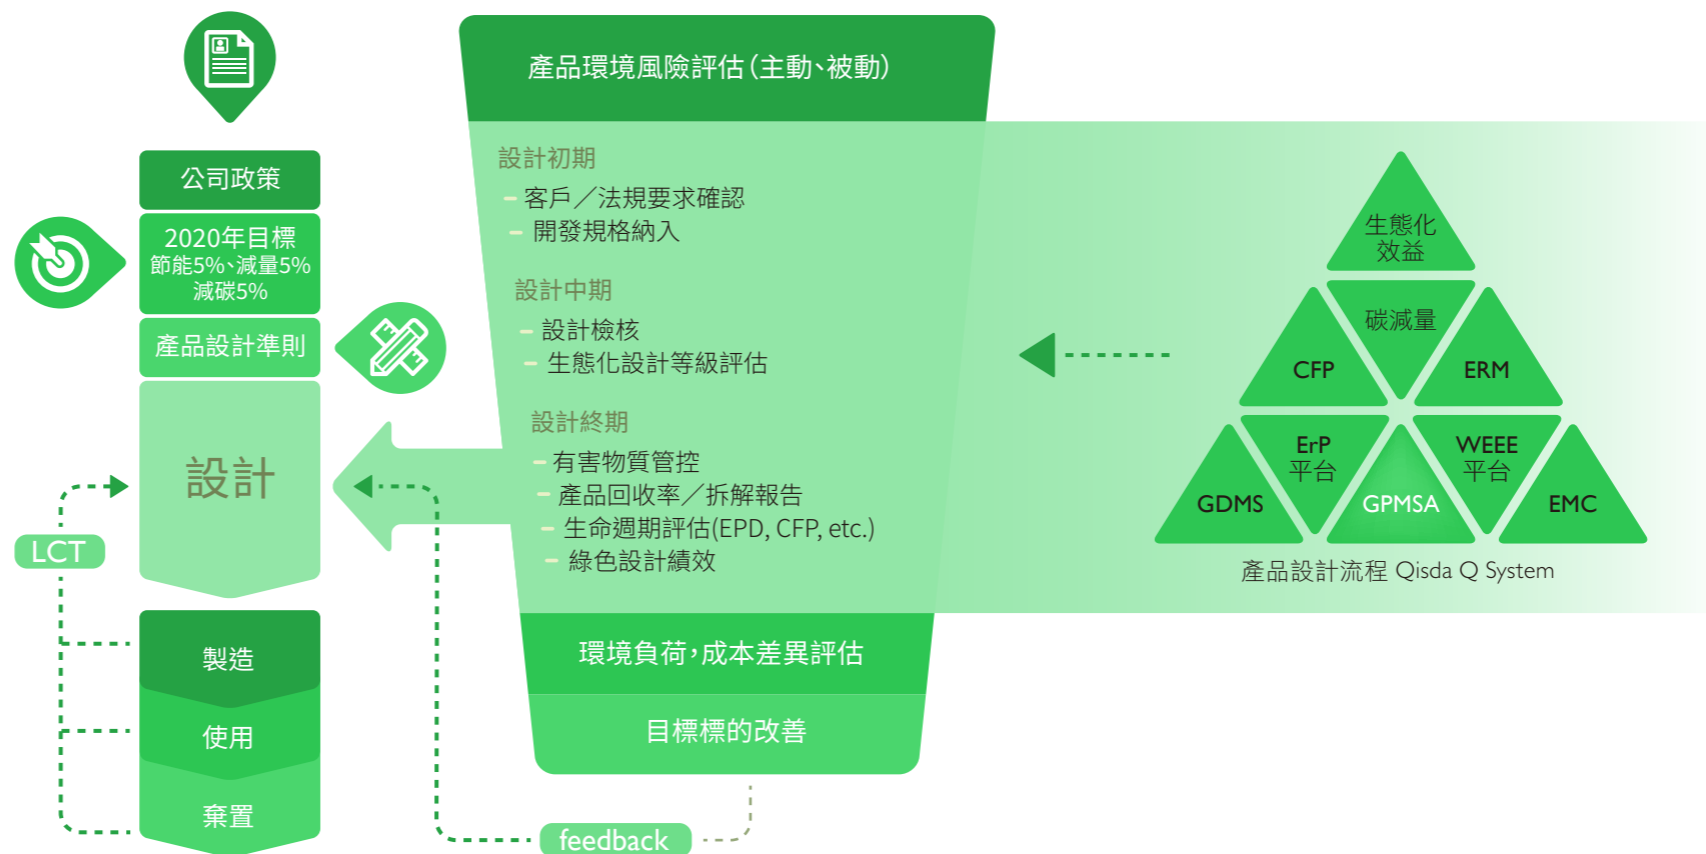 公司政策
2020年目標
節能5%、減量5%
減碳5%
產品設計準則
設計
LCT
製造
使用
棄置
產品環境風險評估(主動、被動)
設計初期
– 客戶／法規要求確認
– 開發規格納入
設計中期
– 設計檢核
– 生態化設計等級評估
設計終期
– 有害物質管控
– 產品回收率／拆解報告
– 生命週期評估(EPD, CFP, etc.)
– 綠色設計績效
環境負荷,成本差異評估
目標標的改善
feedback
生態化
效益
碳減量
CFP
ERM
ErP
平台
WEEE
平台
GDMS
GPMSA
EMC
產品設計流程 Qisda Q System